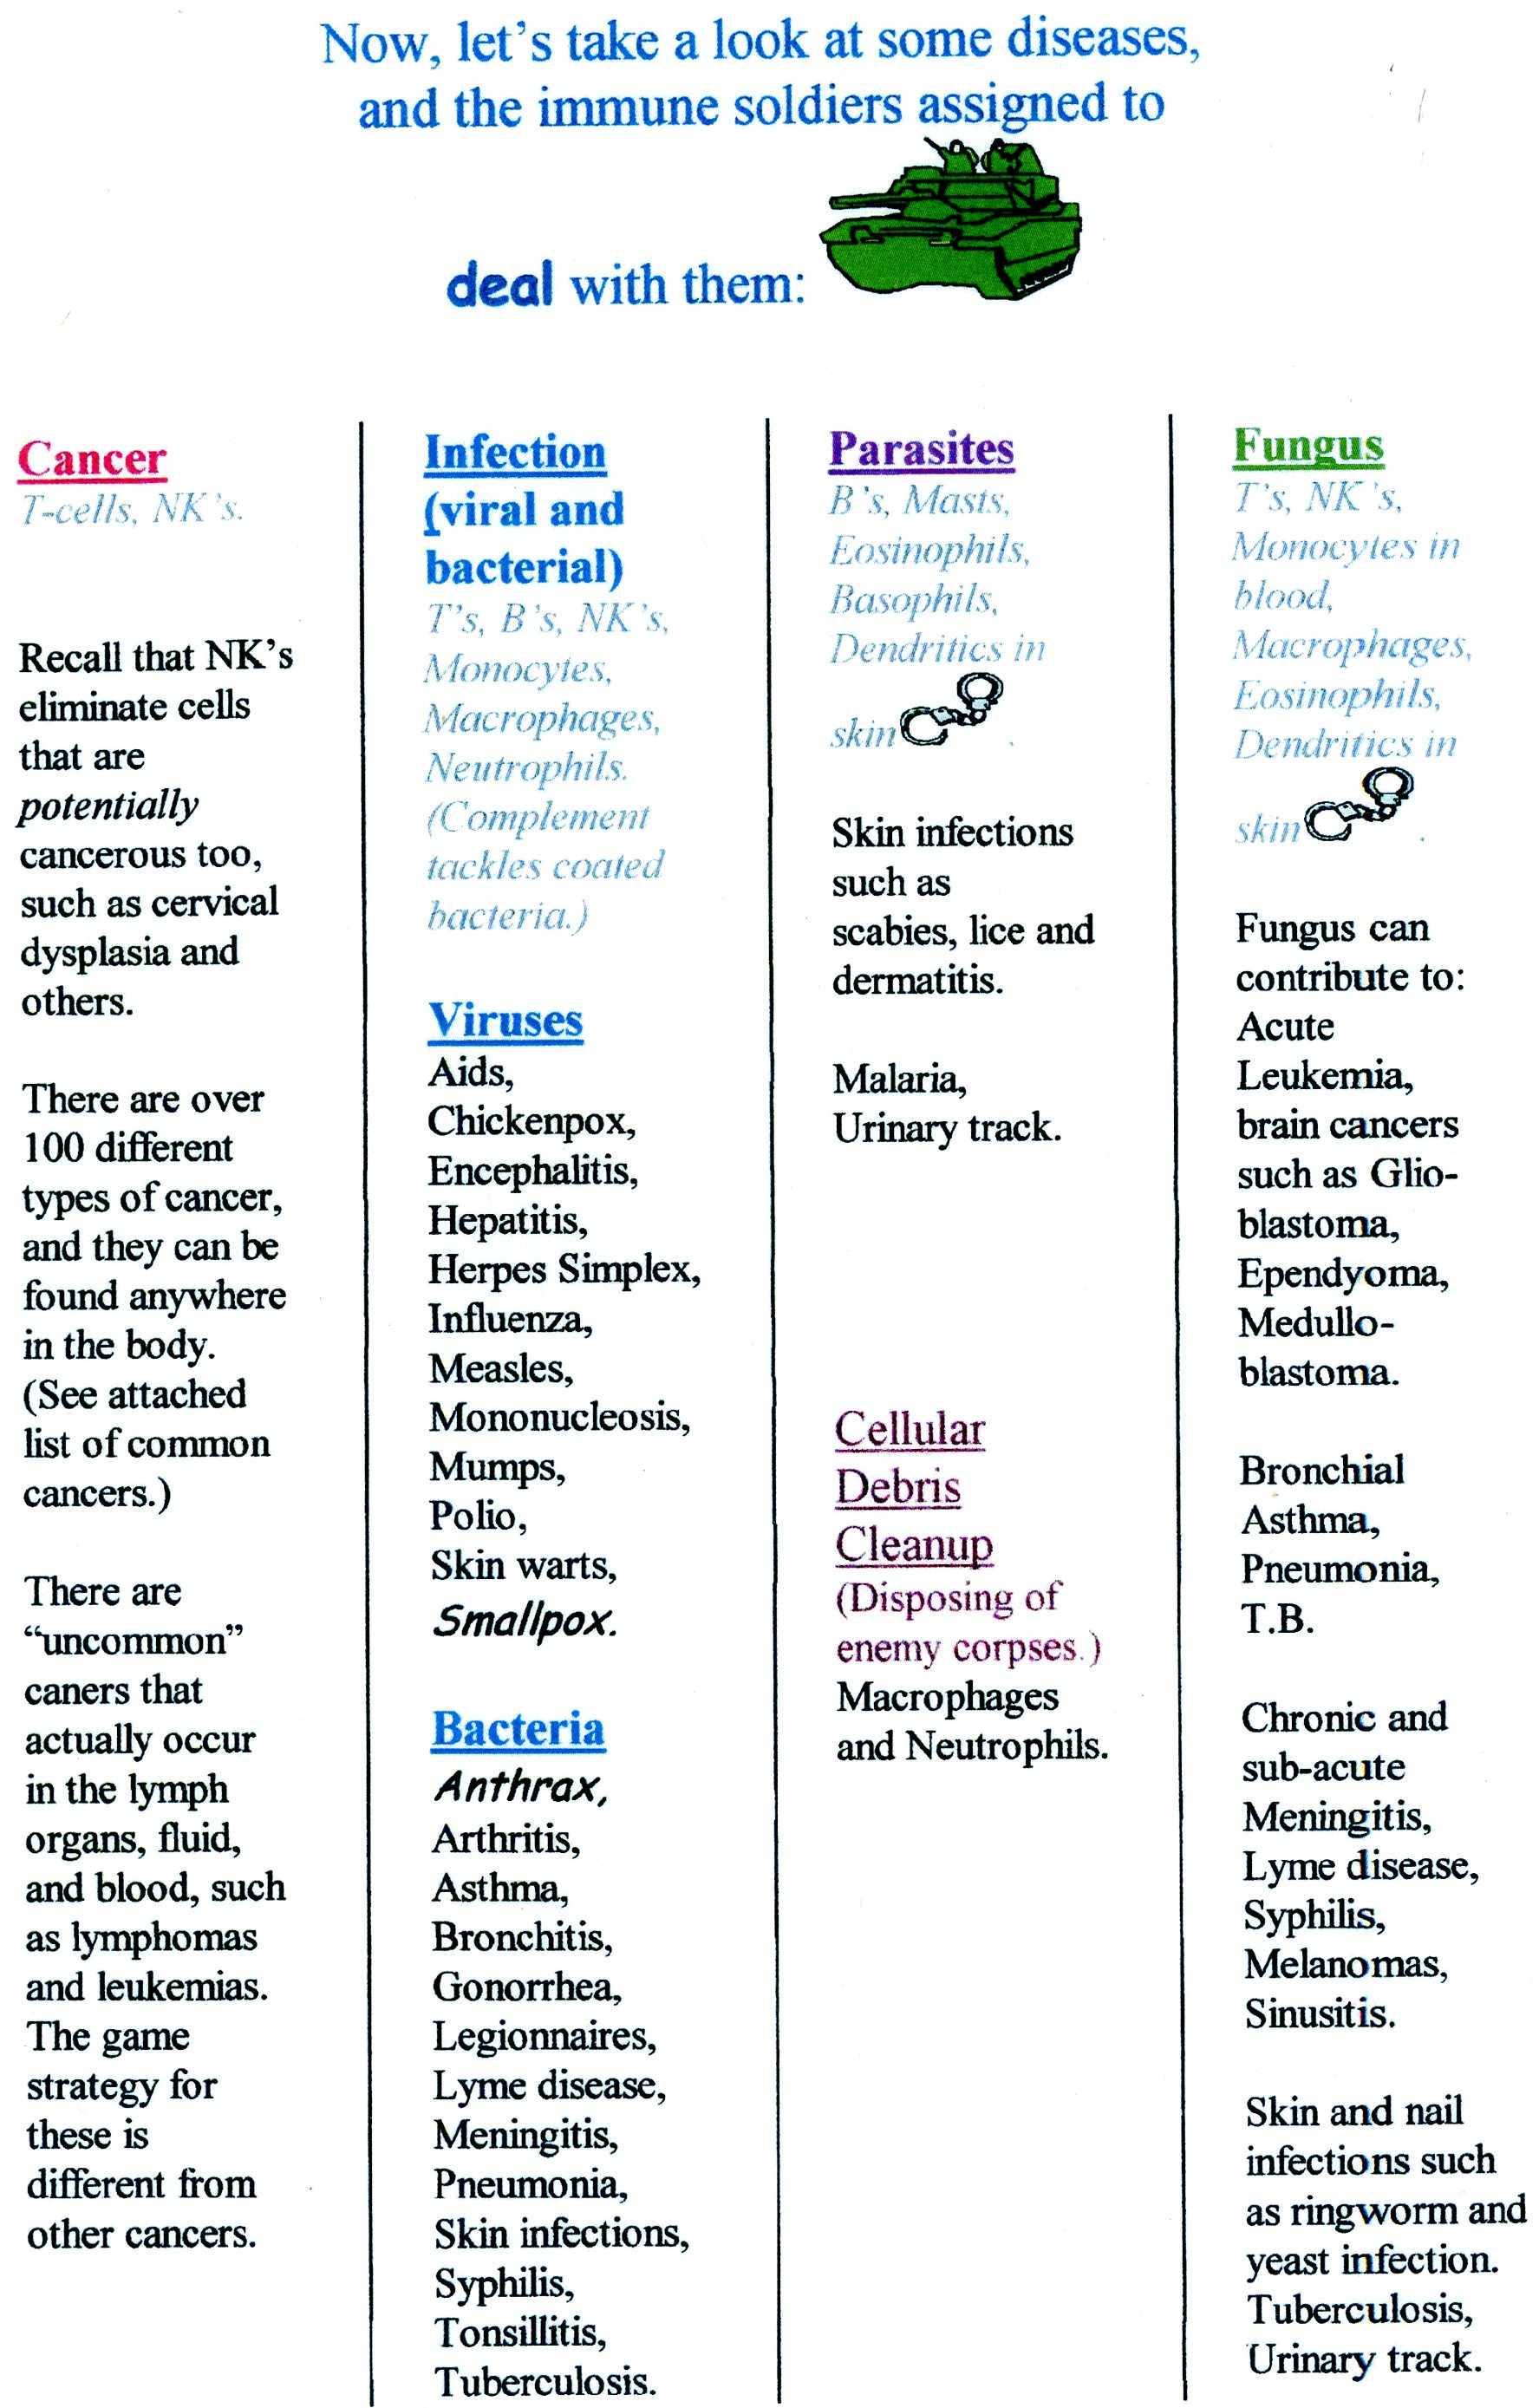 Now, let's take a look at some diseases,
and the immune soldiers assigned to
deal with them:
Cancer
T-cells, NK's.
Recall that NK's
eliminate cells
that are
potentially
cancerous too,
such as cervical
dysplasia and
others.
There are over
100 different
types of cancer,
and they can be
found anywhere
in the body.
(See attached
list of common
cancers.)
There are
“uncommon”
caners that
actually occur
in the lymph
organs, fluid,
and blood, such
as lymphomas
and leukemias.
The game
strategy for
these is
different from
other cancers.
Infection
(viral and
bacterial)
T's, B's, NK's,
Monocytes,
Macrophages,
Neutrophils.
(Complement
tackles coated
bacteria.)
Viruses
Aids,
Chickenpox,
Encephalitis,
Hepatitis,
Herpes Simplex,
Influenza,
Measles,
Mononucleosis,
Mumps,
Polio,
Skin warts,
Smallpox.
Bacteria
Anthrax,
Arthritis,
Asthma,
Bronchitis,
Gonorrhea,
Legionnaires,
Lyme disease,
Meningitis,
Pneumonia,
Skin infections,
Syphilis,
Tonsillitis,
Tuberculosis.
Parasites
B's, Masts,
Eosinophils,
Basophils,
Dendritics in
skin .
Skin infections
such as
scabies, lice and
dermatitis.
Malaria,
Urinary track.
Cellular
Debris
Cleanup
(Disposing of
enemy corpses.)
Macrophages
and Neutrophils.
Fungus
T's, NK's,
Monocytes in
blood,
Macrophages,
Eosinophils,
Dendritics in
skin .
Fungus can
contribute to:
Acute
Leukemia,
brain cancers
such as Glio-
blastoma,
Ependyoma,
Medullo-
blastoma.
Bronchial
Asthma,
Pneumonia,
T.B.
Chronic and
sub-acute
Meningitis,
Lyme disease,
Syphilis,
Melanomas,
Sinusitis.
Skin and nail
infections such
as ringworm and
yeast infection.
Tuberculosis,
Urinary track.